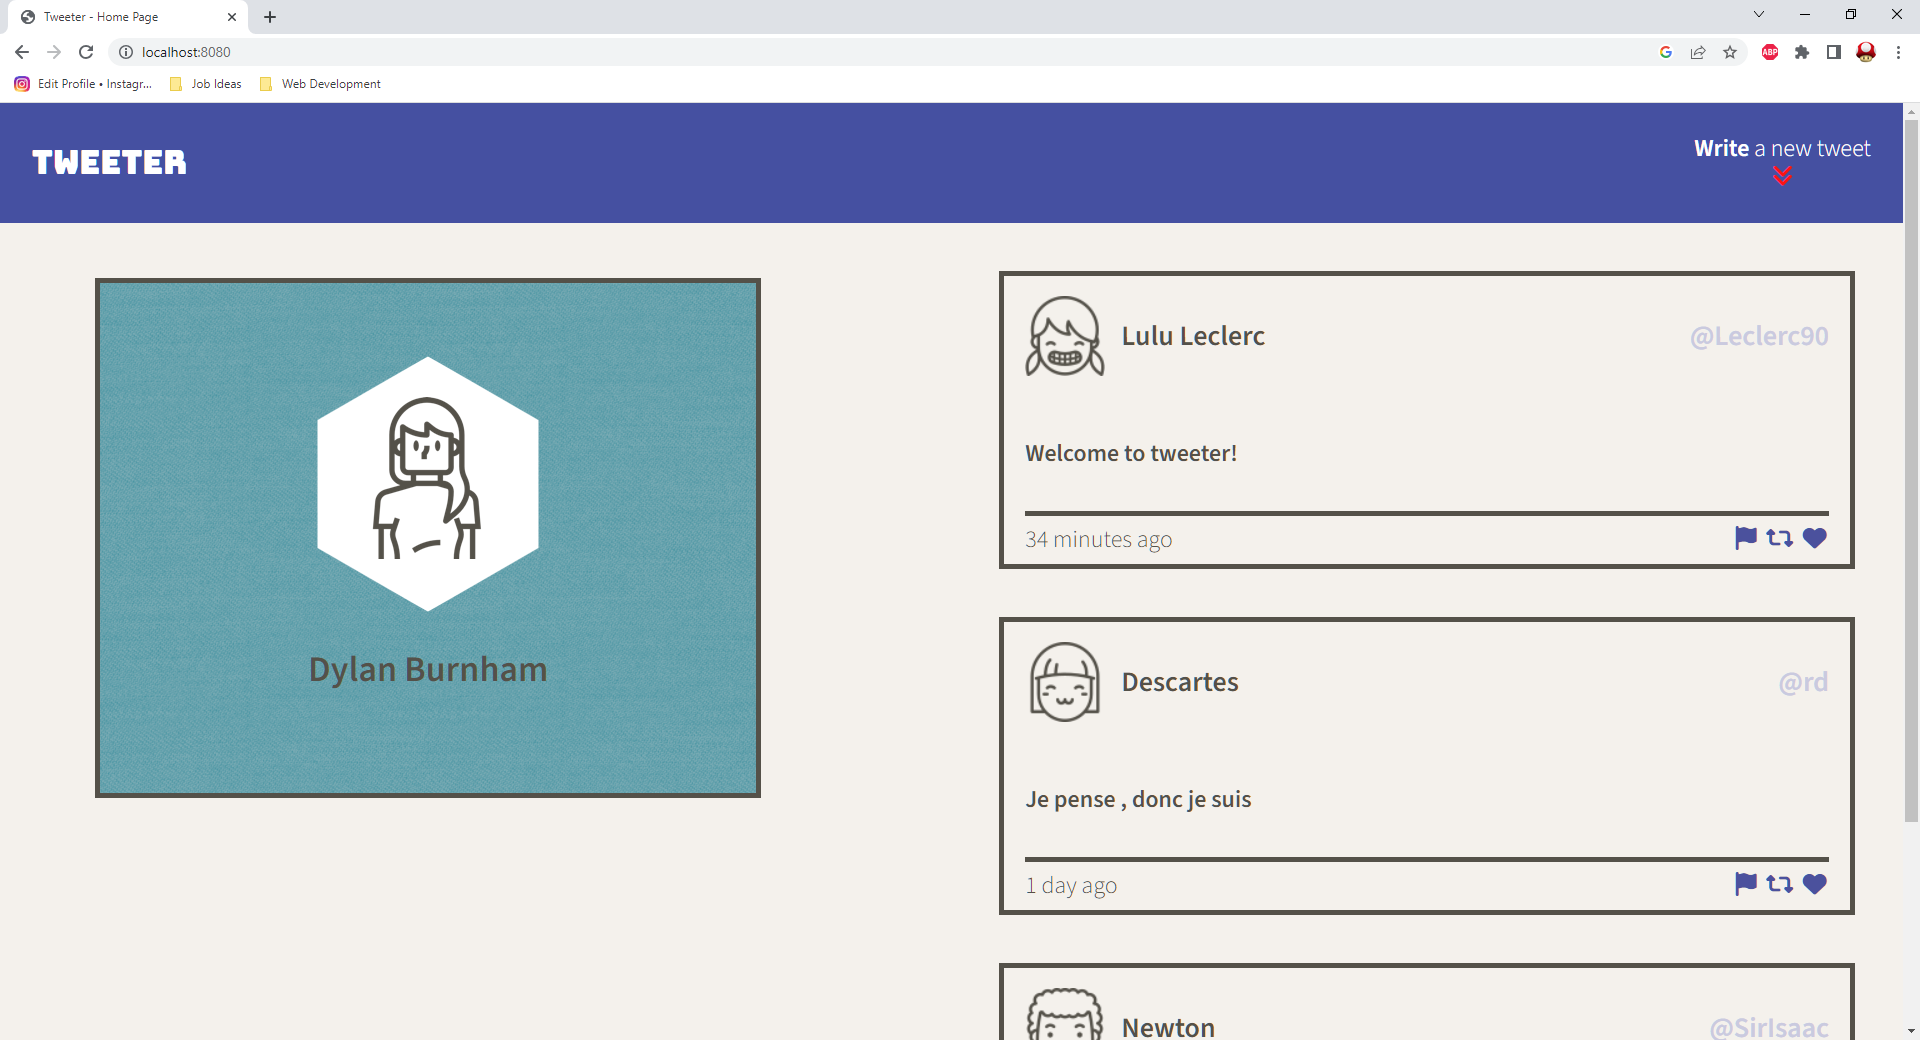 Tweeter - Home Page
localhost:8080
ABP
Edit Profile • Instagr...
Job Ideas
Web Development
TWEETER
Write a new tweet
Dylan Burnham
Lulu Leclerc
@Leclerc90
Welcome to tweeter!
34 minutes ago
Descartes
@rd
Je pense , donc je suis
1 day ago
Newton
@SirIsaac